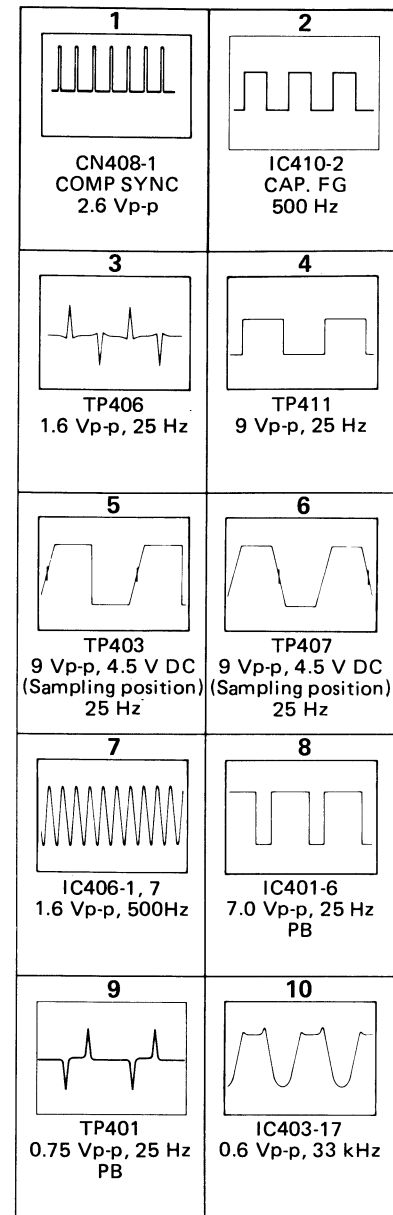 1
CN408-1
COMP SYNC
2.6 Vp-p
2
IC410-2
CAP. FG
500 Hz
3
TP406
1.6 Vp-p, 25 Hz
4
TP411
9 Vp-p, 25 Hz
5
TP403
9 Vp-p, 4.5 V DC
(Sampling position)
25 Hz
6
TP407
9 Vp-p, 4.5 V DC
(Sampling position)
25 Hz
7
IC406-1, 7
1.6 Vp-p, 500Hz
8
IC401-6
7.0 Vp-p, 25 Hz
PB
9
TP401
0.75 Vp-p, 25 Hz
PB
10
IC403-17
0.6 Vp-p, 33 kHz